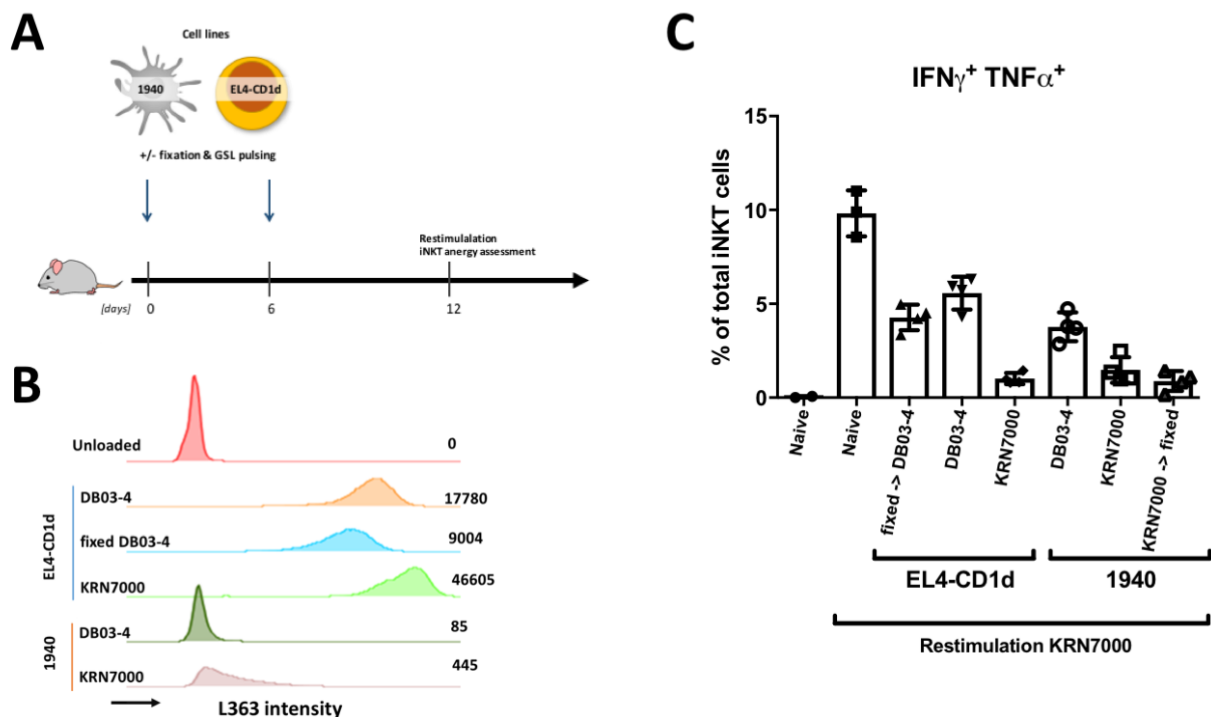 A
Cell lines
1940
EL4-CD1d
+/- fixation & GSL pulsing
Restimulalation
iNKT anergy assessment
[days]
0
6
12
B
Unloaded
0
EL4-CD1d
DB03-4
17780
fixed DB03-4
9004
KRN7000
46605
1940
DB03-4
85
KRN7000
445
L363 intensity
C
IFNγ+ TNFα+
% of total iNKT cells
15
10
5
0
Naive
Naive
fixed -> DB03-4
DB03-4
KRN7000
DB03-4
KRN7000
KRN7000 -> fixed
EL4-CD1d
1940
Restimulation KRN7000